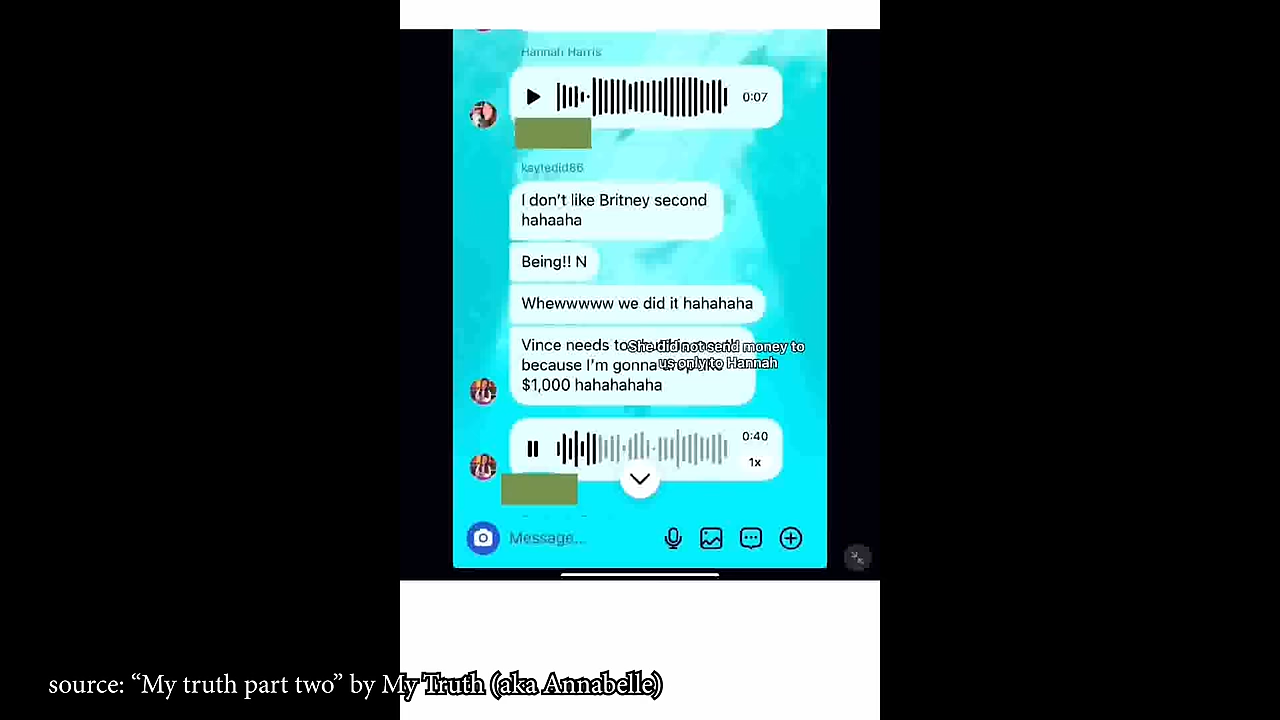 Hannah Harris
0:07
kaytedid86
I don't like Britney second
hahaaha
Being!! N
Whewwwww we did it hahahaha
Vince needs to
because I'm gonna
$1,000 hahahahaha
She did not send money to
us only to Hannah
0:40
1x
Message...
source: “My truth part two” by My Truth (aka Annabelle)